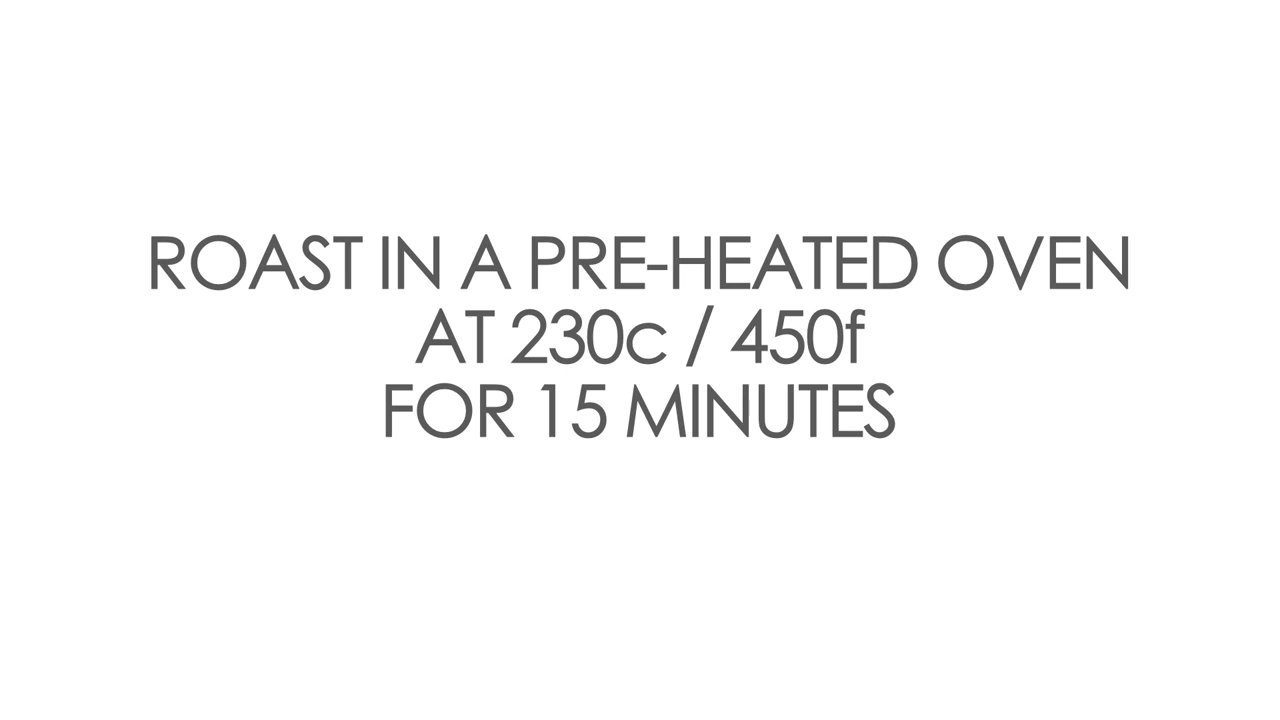 ROAST IN A PRE-HEATED OVEN
AT 230c / 450f
FOR 15 MINUTES